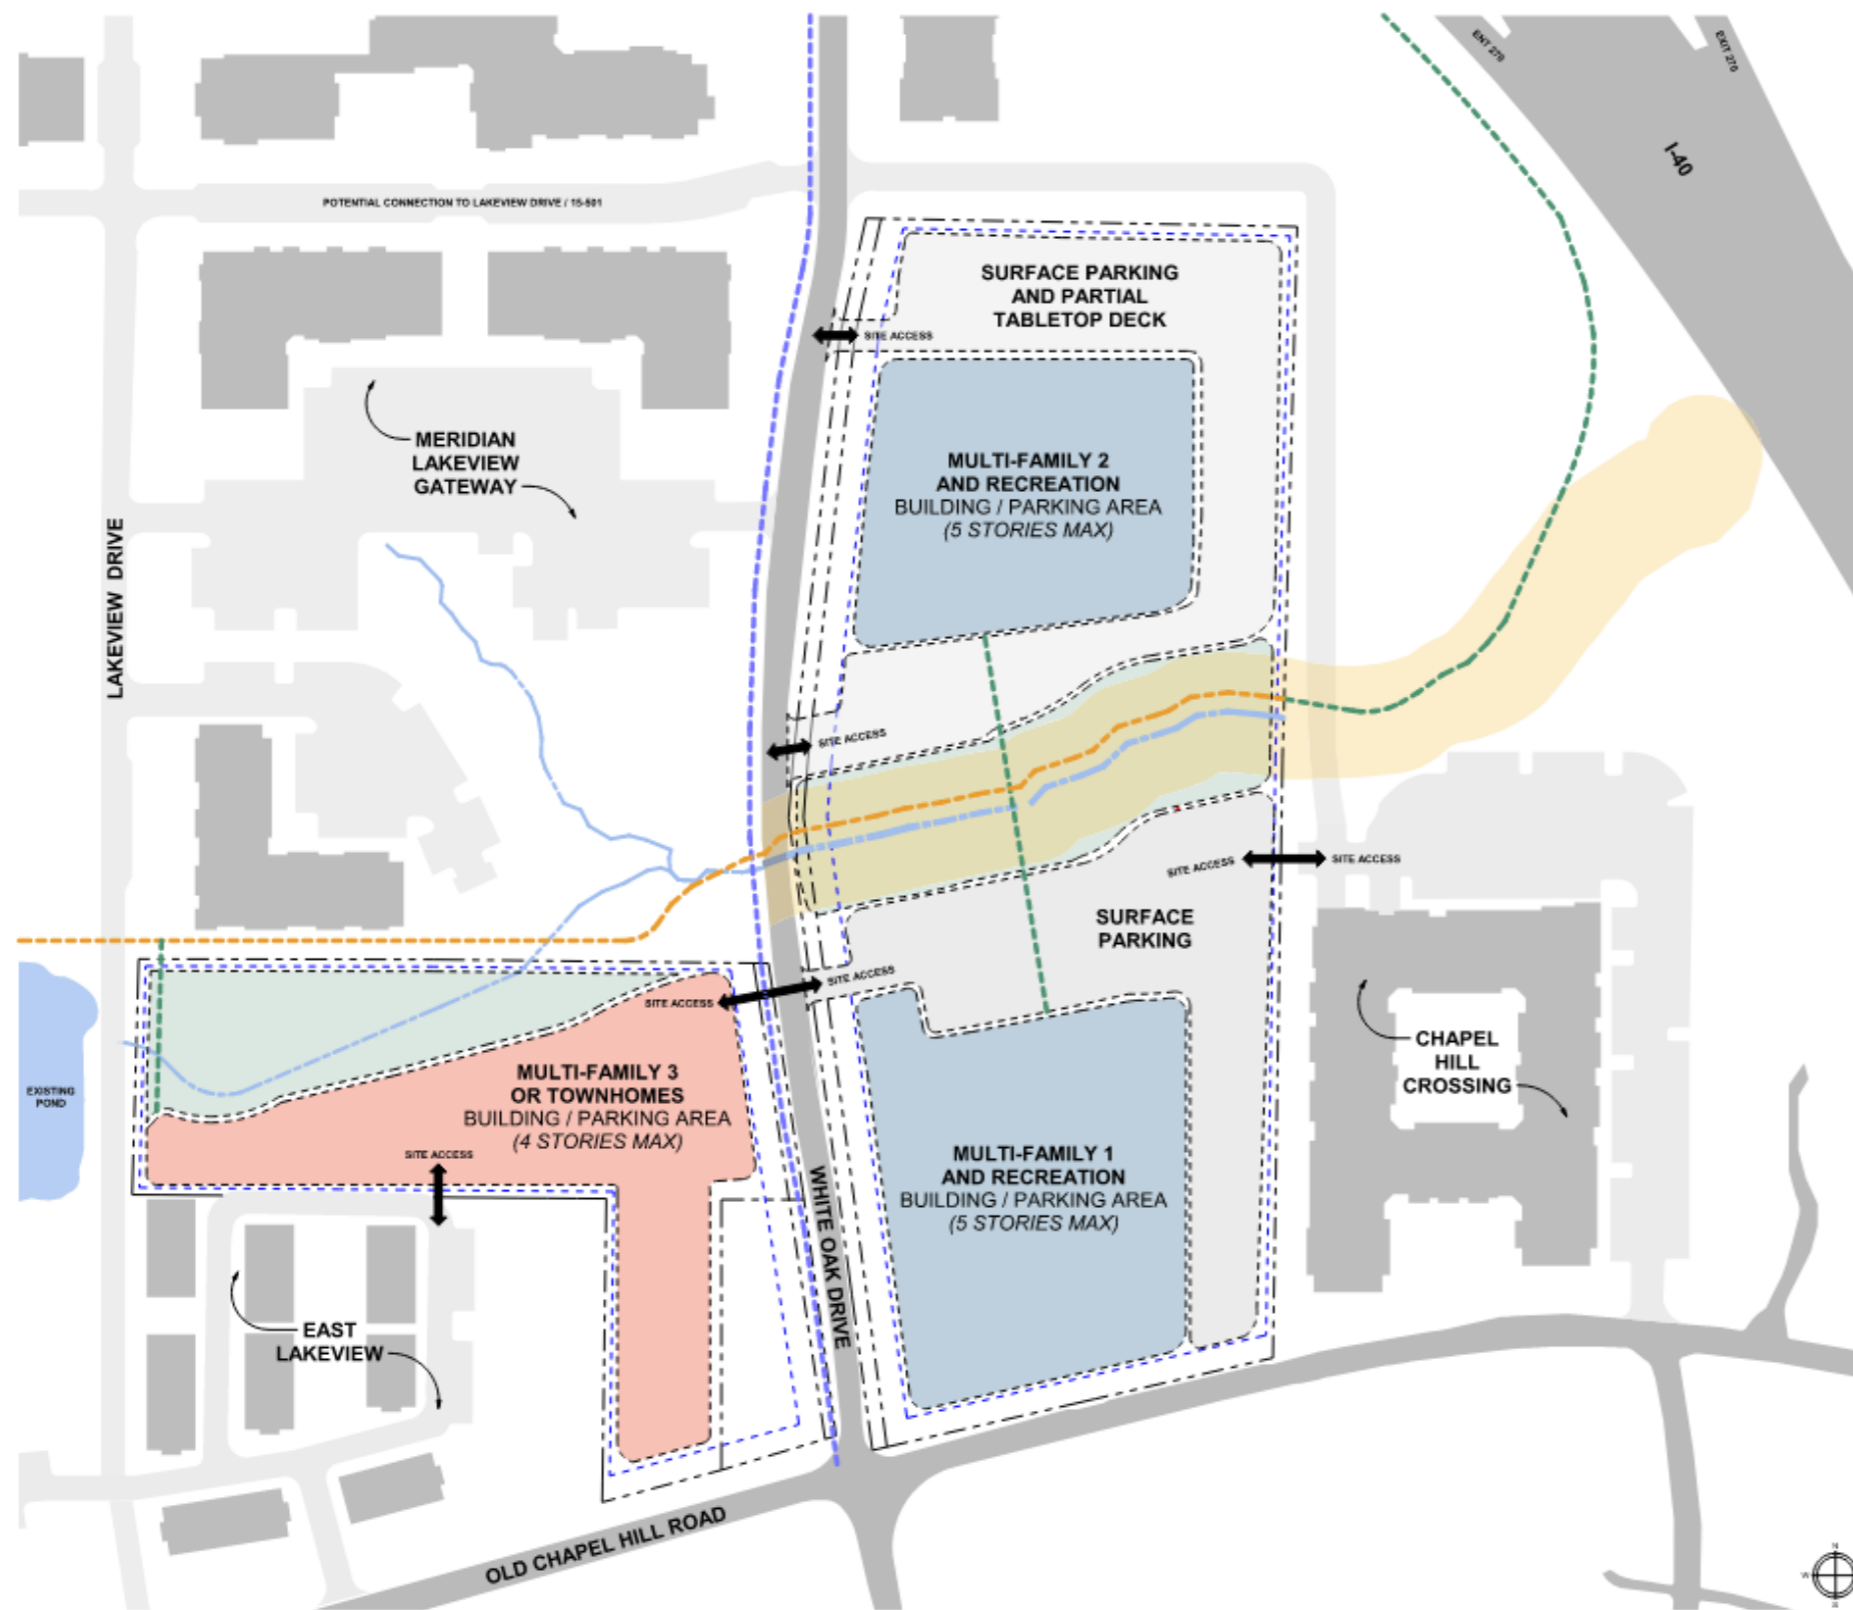 ENT 270
EXIT 270
I-40
POTENTIAL CONNECTION TO LAKEVIEW DRIVE / 15-501
SURFACE PARKING
AND PARTIAL
TABLETOP DECK
SITE ACCESS
MERIDIAN
LAKEVIEW
GATEWAY
MULTI-FAMILY 2
AND RECREATION
BUILDING / PARKING AREA
(5 STORIES MAX)
LAKEVIEW DRIVE
SITE ACCESS
SITE ACCESS
SITE ACCESS
SURFACE
PARKING
SITE ACCESS
SITE ACCESS
CHAPEL
HILL
CROSSING
EXISTING
POND
MULTI-FAMILY 3
OR TOWNHOMES
BUILDING / PARKING AREA
(4 STORIES MAX)
SITE ACCESS
MULTI-FAMILY 1
AND RECREATION
BUILDING / PARKING AREA
(5 STORIES MAX)
WHITE OAK DRIVE
EAST
LAKEVIEW
OLD CHAPEL HILL ROAD
N
W
S